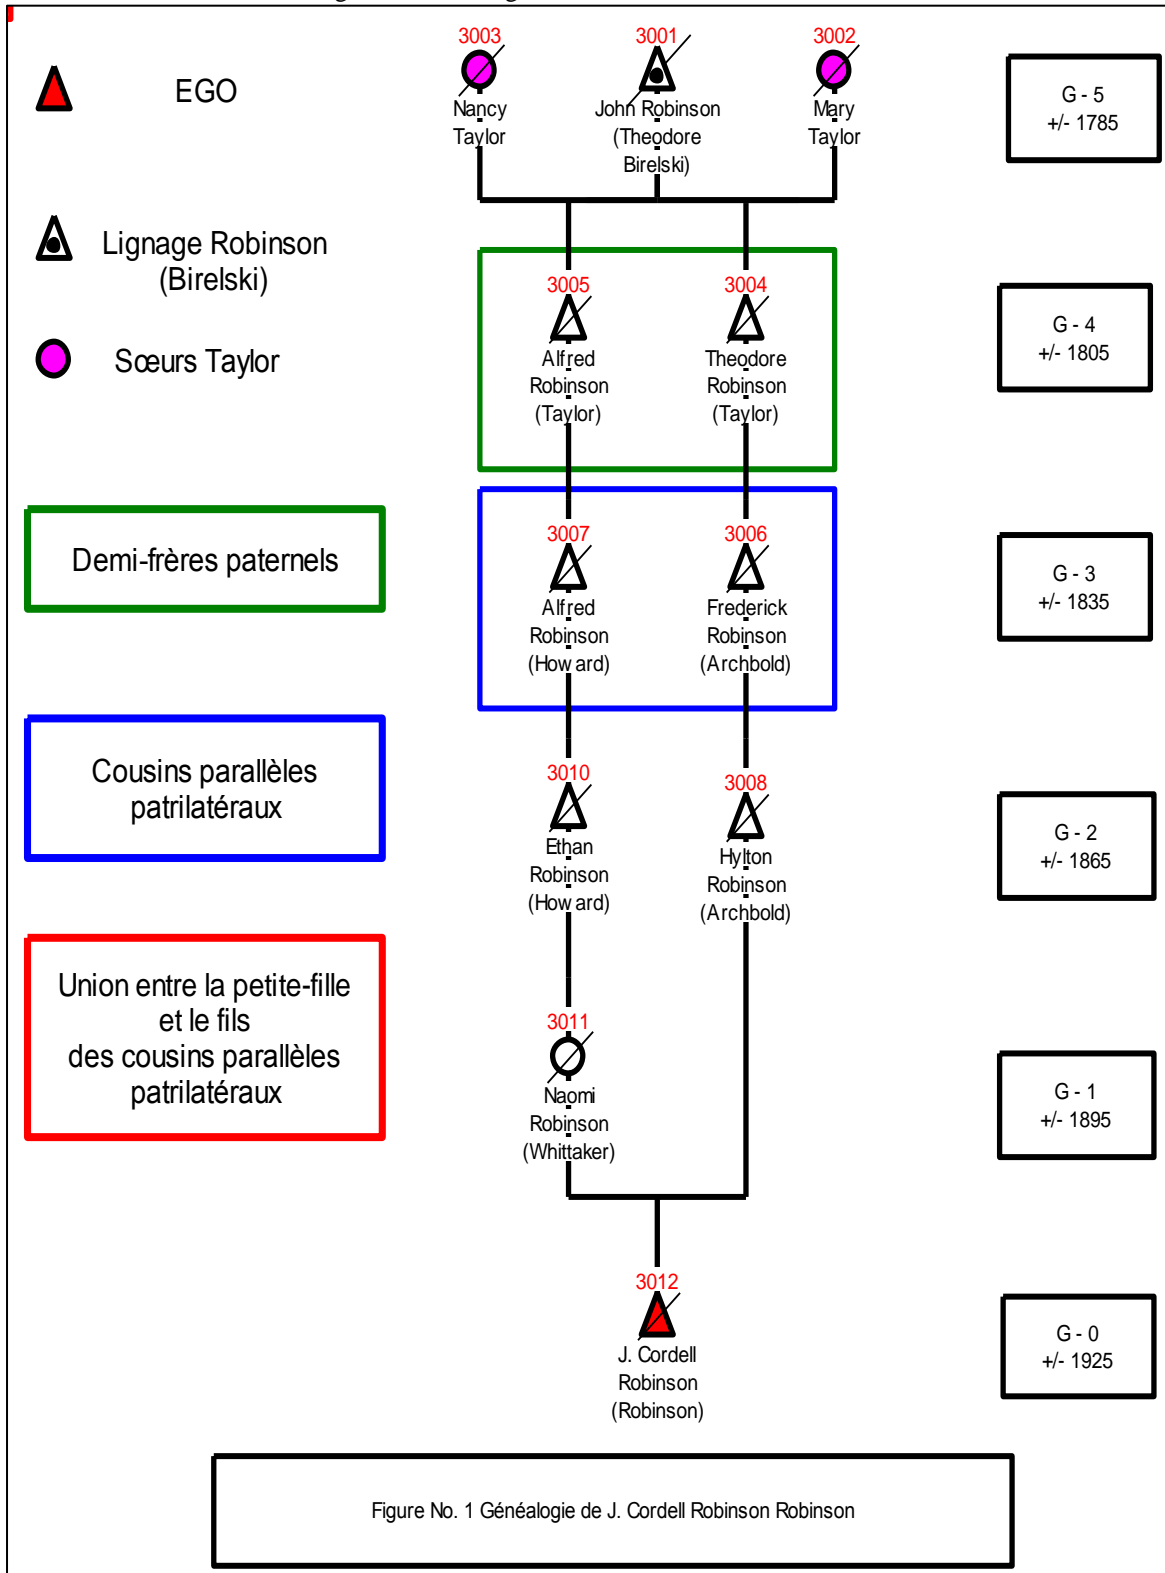 3003
3001
3002
EGO
Nancy
Taylor
John Robinson
(Theodore
Birelski)
Mary
Taylor
G - 5
+/- 1785
Lignage Robinson
(Birelski)
3005
3004
Sœurs Taylor
Alfred
Robinson
(Taylor)
Theodore
Robinson
(Taylor)
G - 4
+/- 1805
Demi-frères paternels
3007
3006
Alfred
Robinson
(Howard)
Frederick
Robinson
(Archbold)
G - 3
+/- 1835
Cousins parallèles
patrilatéraux
3010
3008
Ethan
Robinson
(Howard)
Hylton
Robinson
(Archbold)
G - 2
+/- 1865
Union entre la petite-fille
et le fils
des cousins parallèles
patrilatéraux
3011
Naomi
Robinson
(Whittaker)
G - 1
+/- 1895
3012
J. Cordell
Robinson
(Robinson)
G - 0
+/- 1925
Figure No. 1 Généalogie de J. Cordell Robinson Robinson